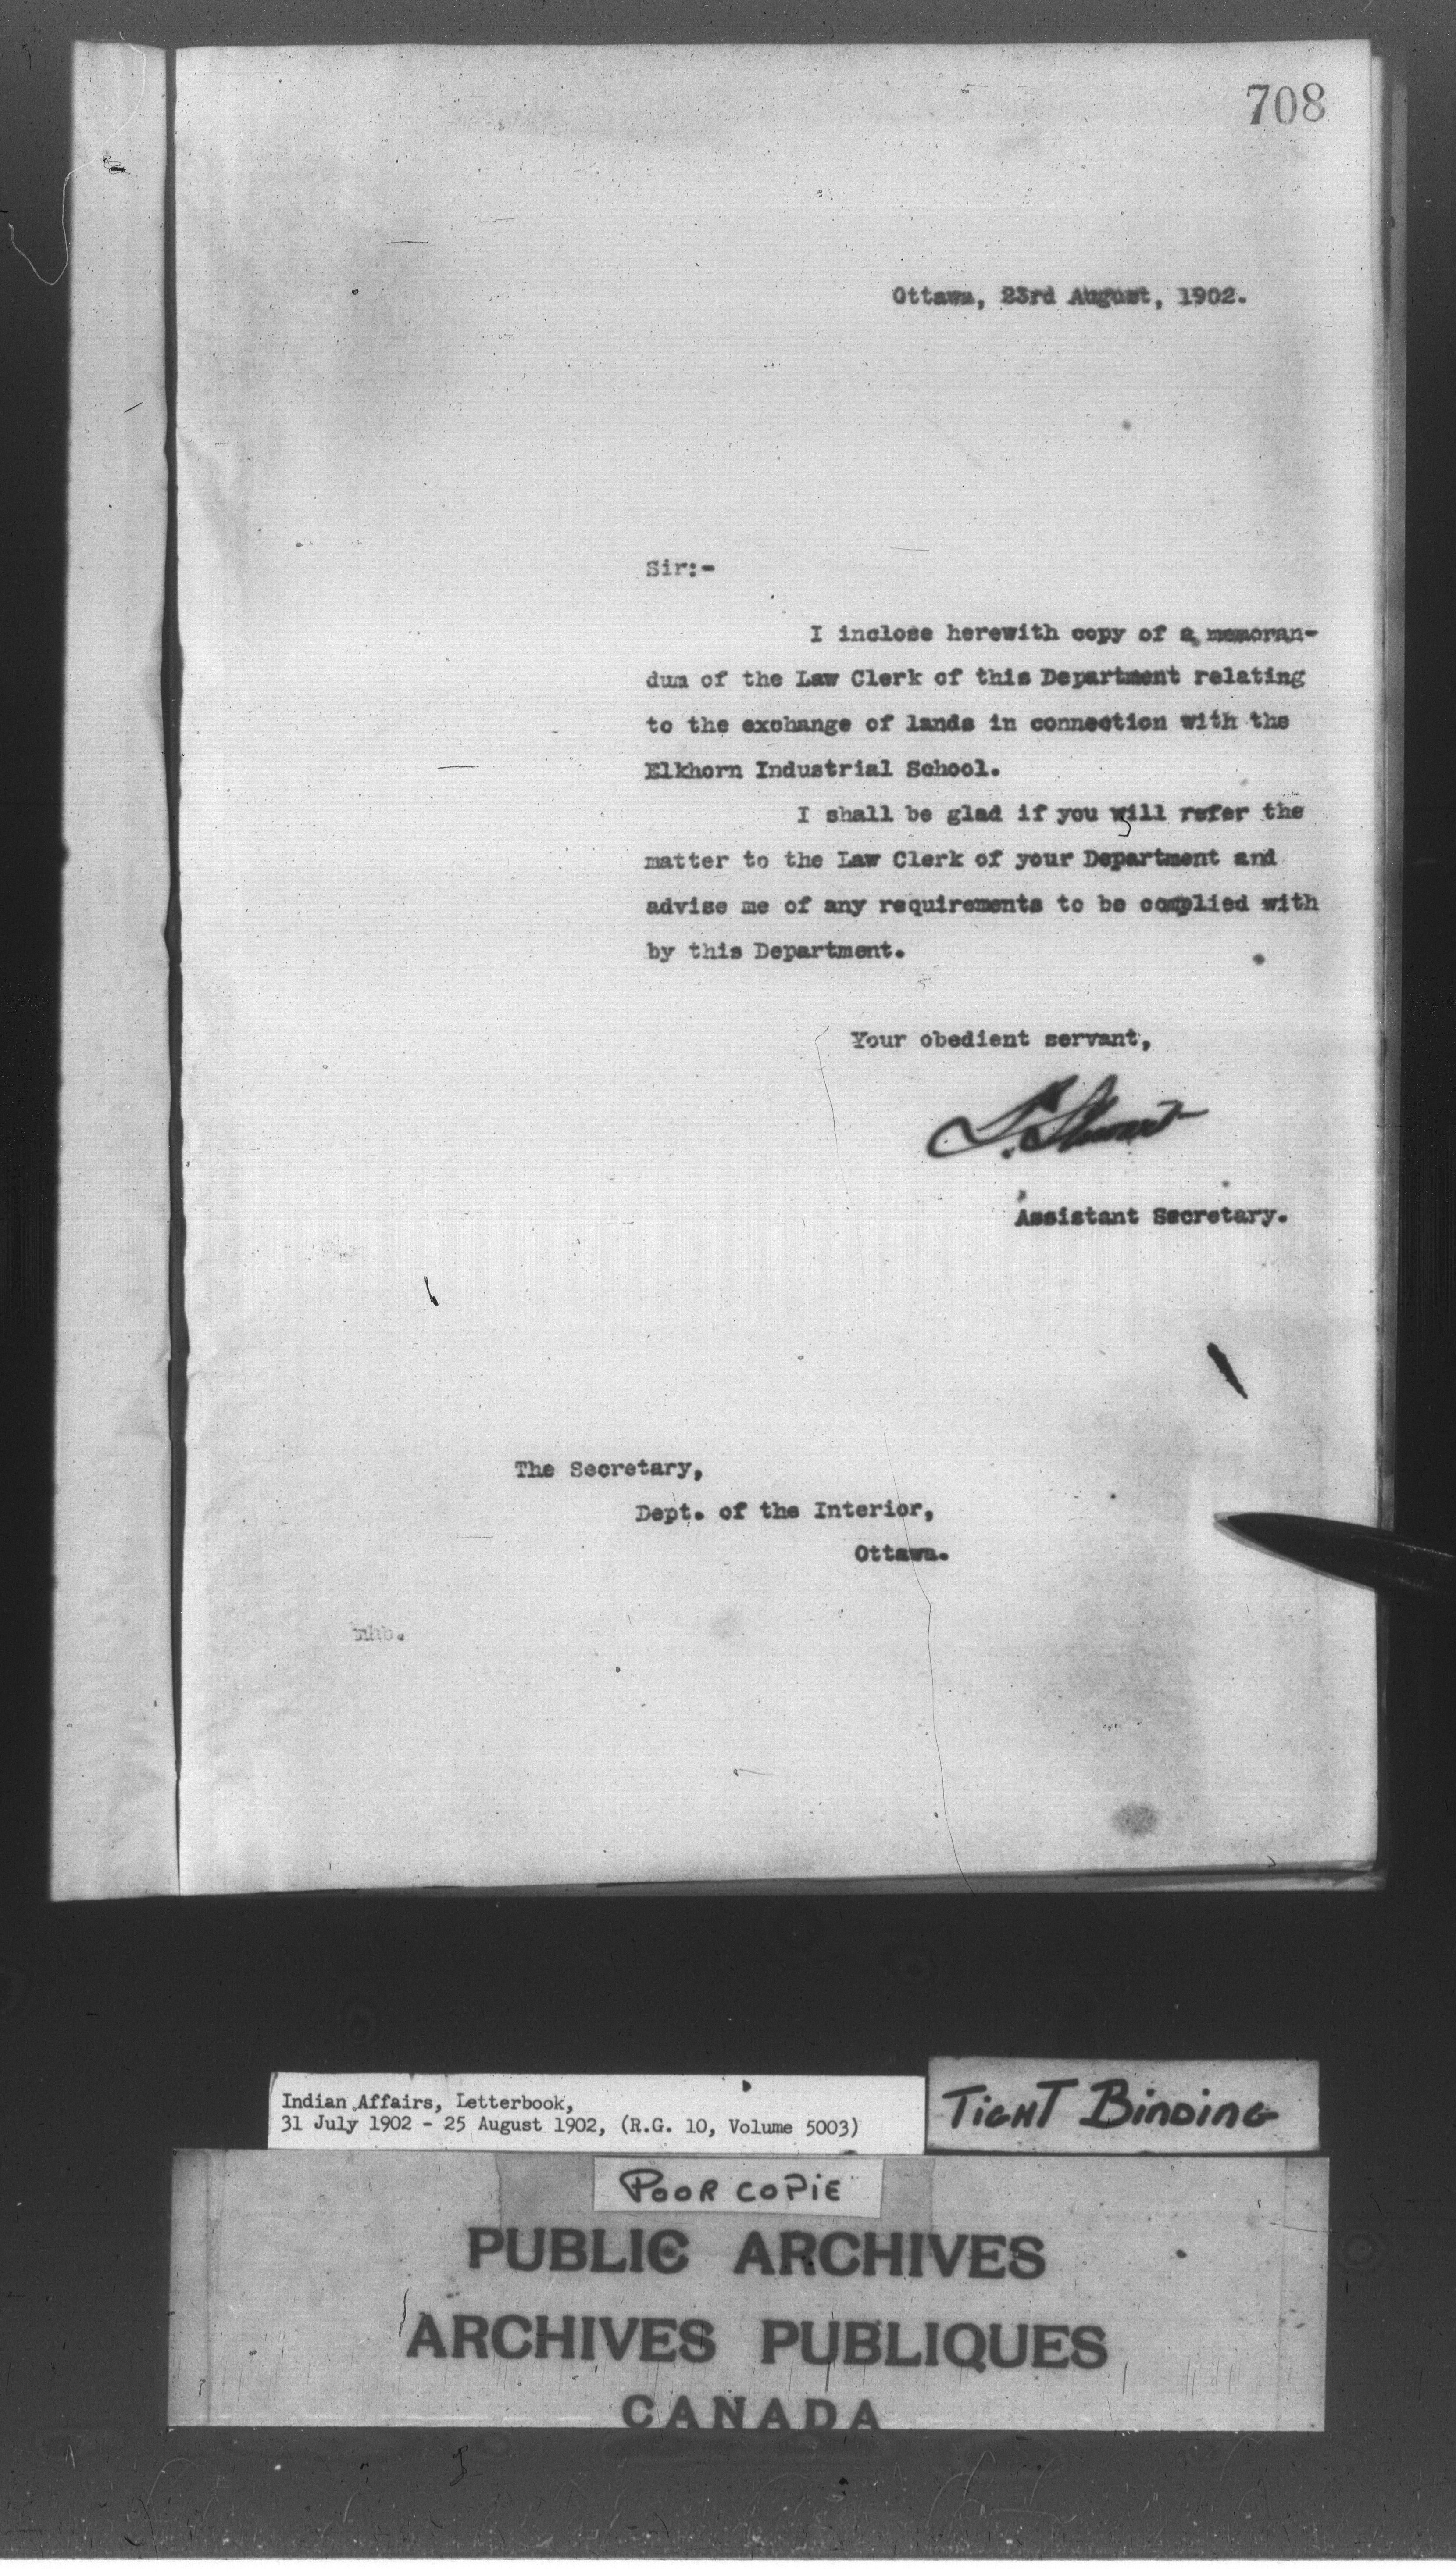 708
Ottawa, 23rd August, 1902.
Sir:-
I inclose herewith copy of a memoran-
dum of the Law Clerk of this Department relating
to the exchange of lands in connection with the
Elkhorn Industrial School.
I shall be glad if you will refer the
matter to the Law Clerk of your Department and
advise me of any requirements to be complied with
by this Department.
Your obedient servant,
S. Stewart
Assistant Secretary.
The Secretary,
Dept. of the Interior,
Ottawa.
Indian Affairs, Letterbook,
31 July 1902 - 25 August 1902, (R.G. 10, Volume 5003)
TIGHT BINDING
POOR COPIE
PUBLIC ARCHIVES
ARCHIVES PUBLIQUES
CANADA